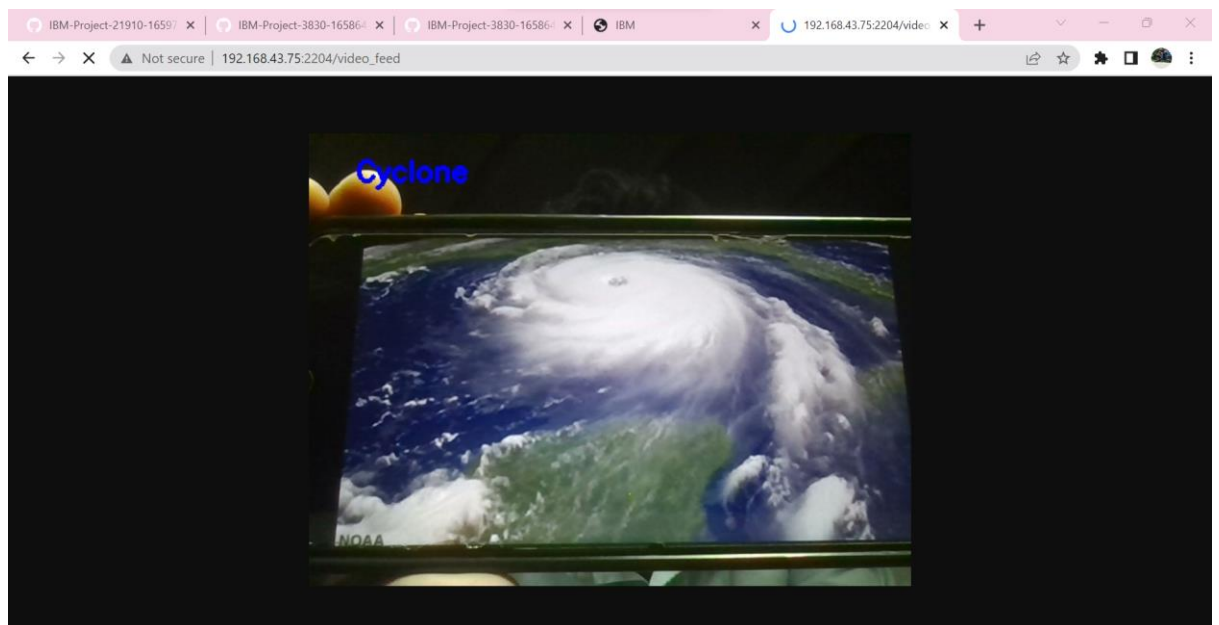 IBM-Project-21910-16597
IBM-Project-3830-165864
IBM-Project-3830-165864
IBM
192.168.43.75:2204/video
Not secure
192.168.43.75:2204/video_feed
Cyclone
NOAA